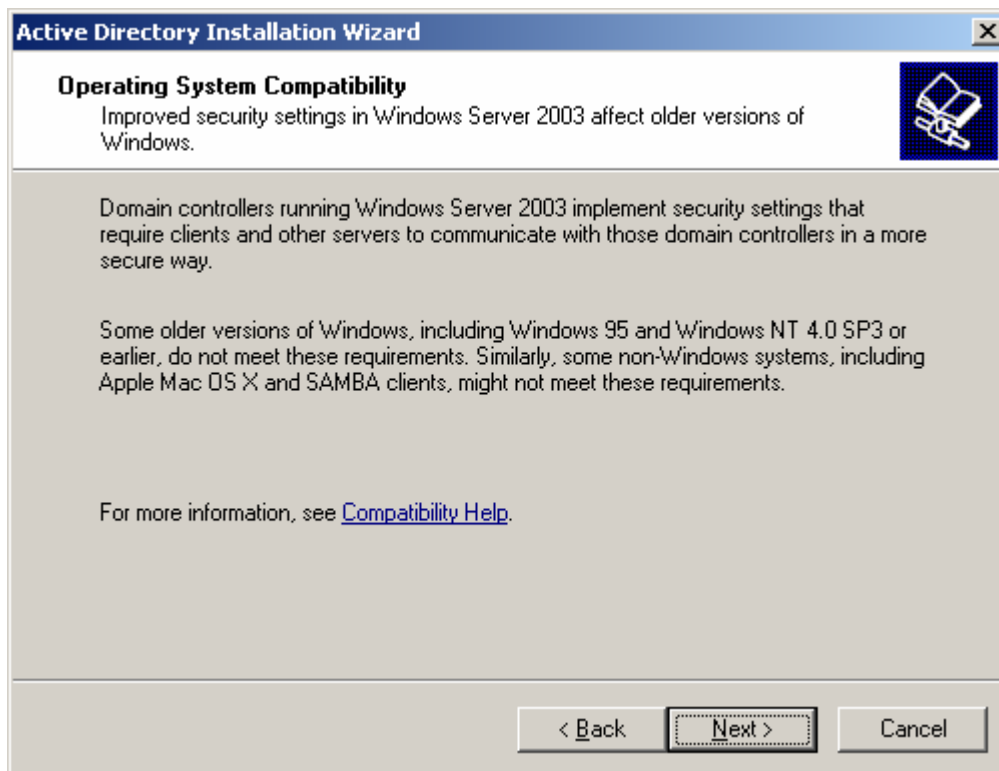 Active Directory Installation Wizard
Operating System Compatibility
Improved security settings in Windows Server 2003 affect older versions of
Windows.
Domain controllers running Windows Server 2003 implement security settings that
require clients and other servers to communicate with those domain controllers in a more
secure way.
Some older versions of Windows, including Windows 95 and Windows NT 4.0 SP3 or
earlier, do not meet these requirements. Similarly, some non-Windows systems, including
Apple Mac OS X and SAMBA clients, might not meet these requirements.
For more information, see Compatibility Help.
< Back Next > Cancel